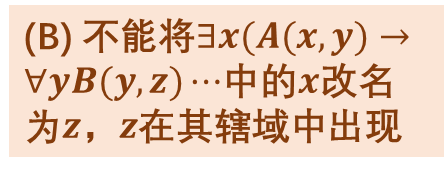 (B) 不能将∃x(A(x,y) →
∀yB(y,z) ⋯中的x改名
为z，z在其辖域中出现